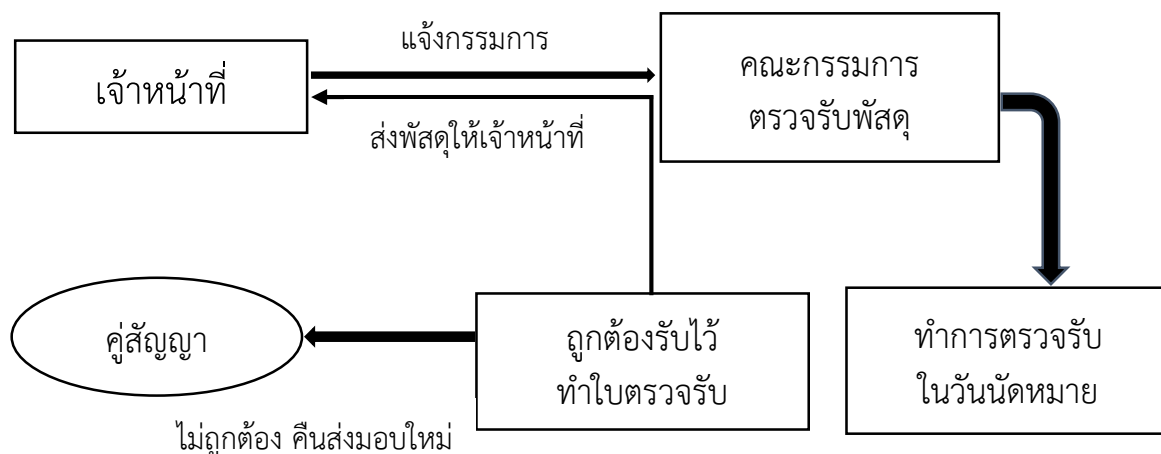 แจ้งกรรมการ
เจ้าหน้าที่
คณะกรรมการ
ตรวจรับพัสดุ
ส่งพัสดุให้เจ้าหน้าที่
คู่สัญญา
ถูกต้องรับไว้
ทำใบตรวจรับ
ทำการตรวจรับ
ในวันนัดหมาย
ไม่ถูกต้อง คืนส่งมอบใหม่